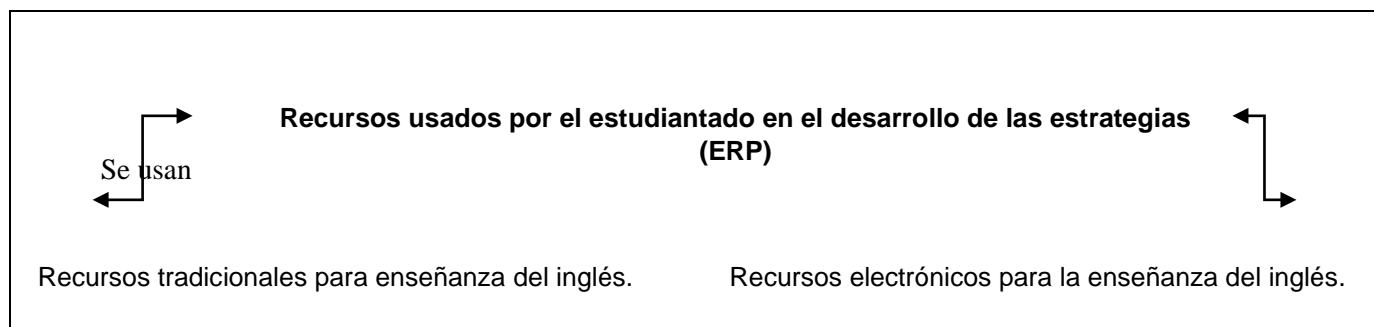 Recursos usados por el estudiantado en el desarrollo de las estrategias
(ERP)
Se usan
Recursos tradicionales para enseñanza del inglés.
Recursos electrónicos para la enseñanza del inglés.